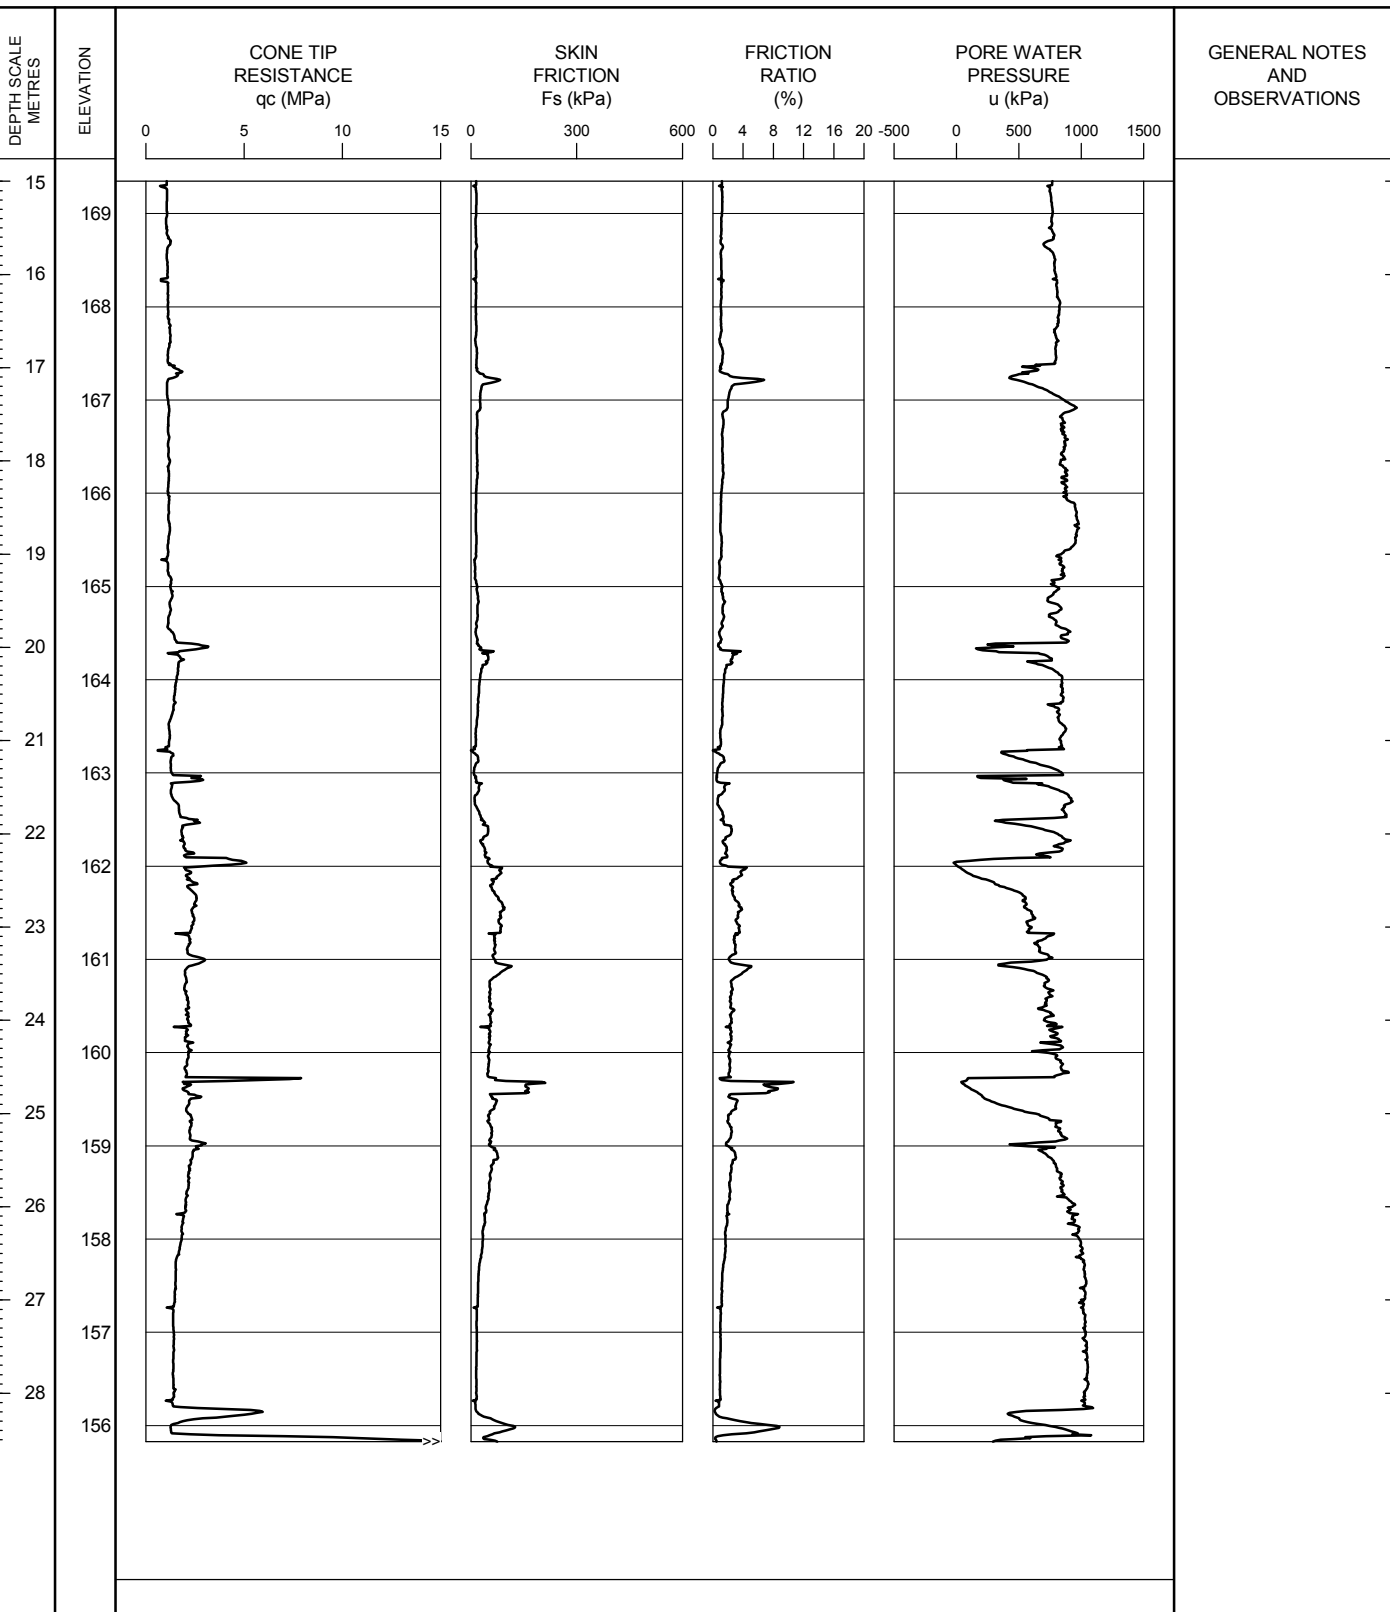 DEPTH SCALE
METRES
ELEVATION
CONE TIP
RESISTANCE
qc (MPa)
SKIN
FRICTION
Fs (kPa)
FRICTION
RATIO
(%)
PORE WATER
PRESSURE
u (kPa)
GENERAL NOTES
AND
OBSERVATIONS
0 5 10 15
0 300 600
0 4 8 12 16 20
-500 0 500 1000 1500
15
169
16
168
17
167
18
166
19
165
20
164
21
163
22
162
23
161
24
160
25
159
26
158
27
157
28
156
>>